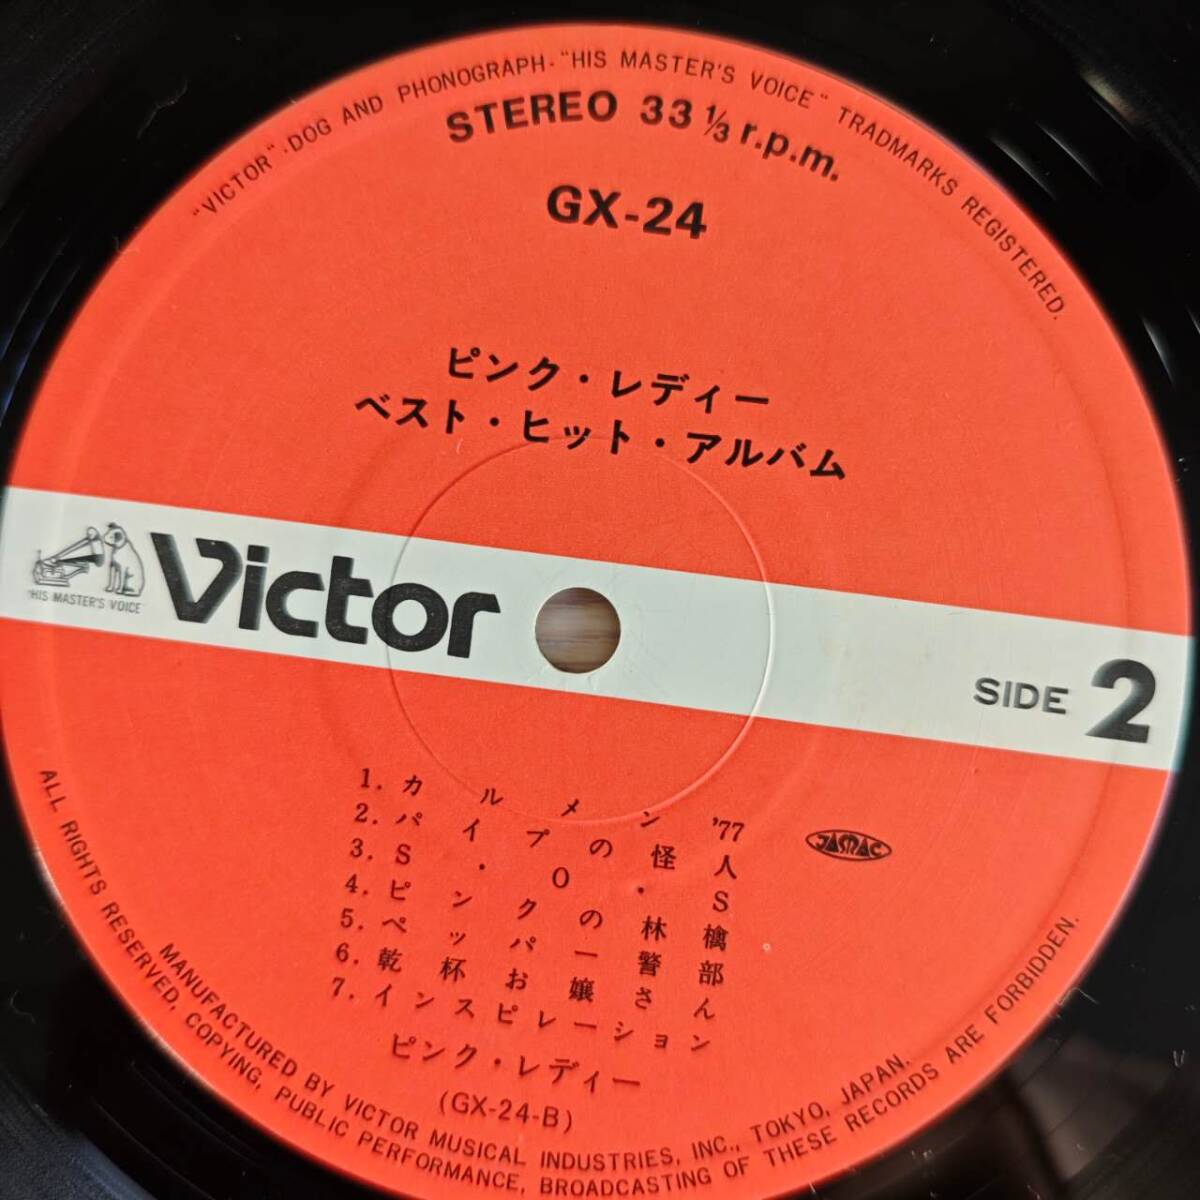 "VICTOR"-DOG AND PHONOGRAPH-"HIS MASTER'S VOICE" TRADMARKS REGISTERED.
STEREO 33 ⅓ r.p.m.
GX-24
ピンク・レディー
ベスト・ヒット・アルバム
"HIS MASTER'S VOICE"
Victor
SIDE 2
1. カルメン '77
2. パイプの怪人
3. S・O・S
4. ピンクの林檎
5. ペッパー警部
6. 乾杯お嬢さん
7. インスピレーション
JASRAC
ピンク・レディー
(GX-24-B)
MANUFACTURED BY VICTOR MUSICAL INDUSTRIES, INC., TOKYO, JAPAN.
ALL RIGHTS RESERVED, COPYING, PUBLIC PERFORMANCE, BROADCASTING OF THESE RECORDS ARE FORBIDDEN.